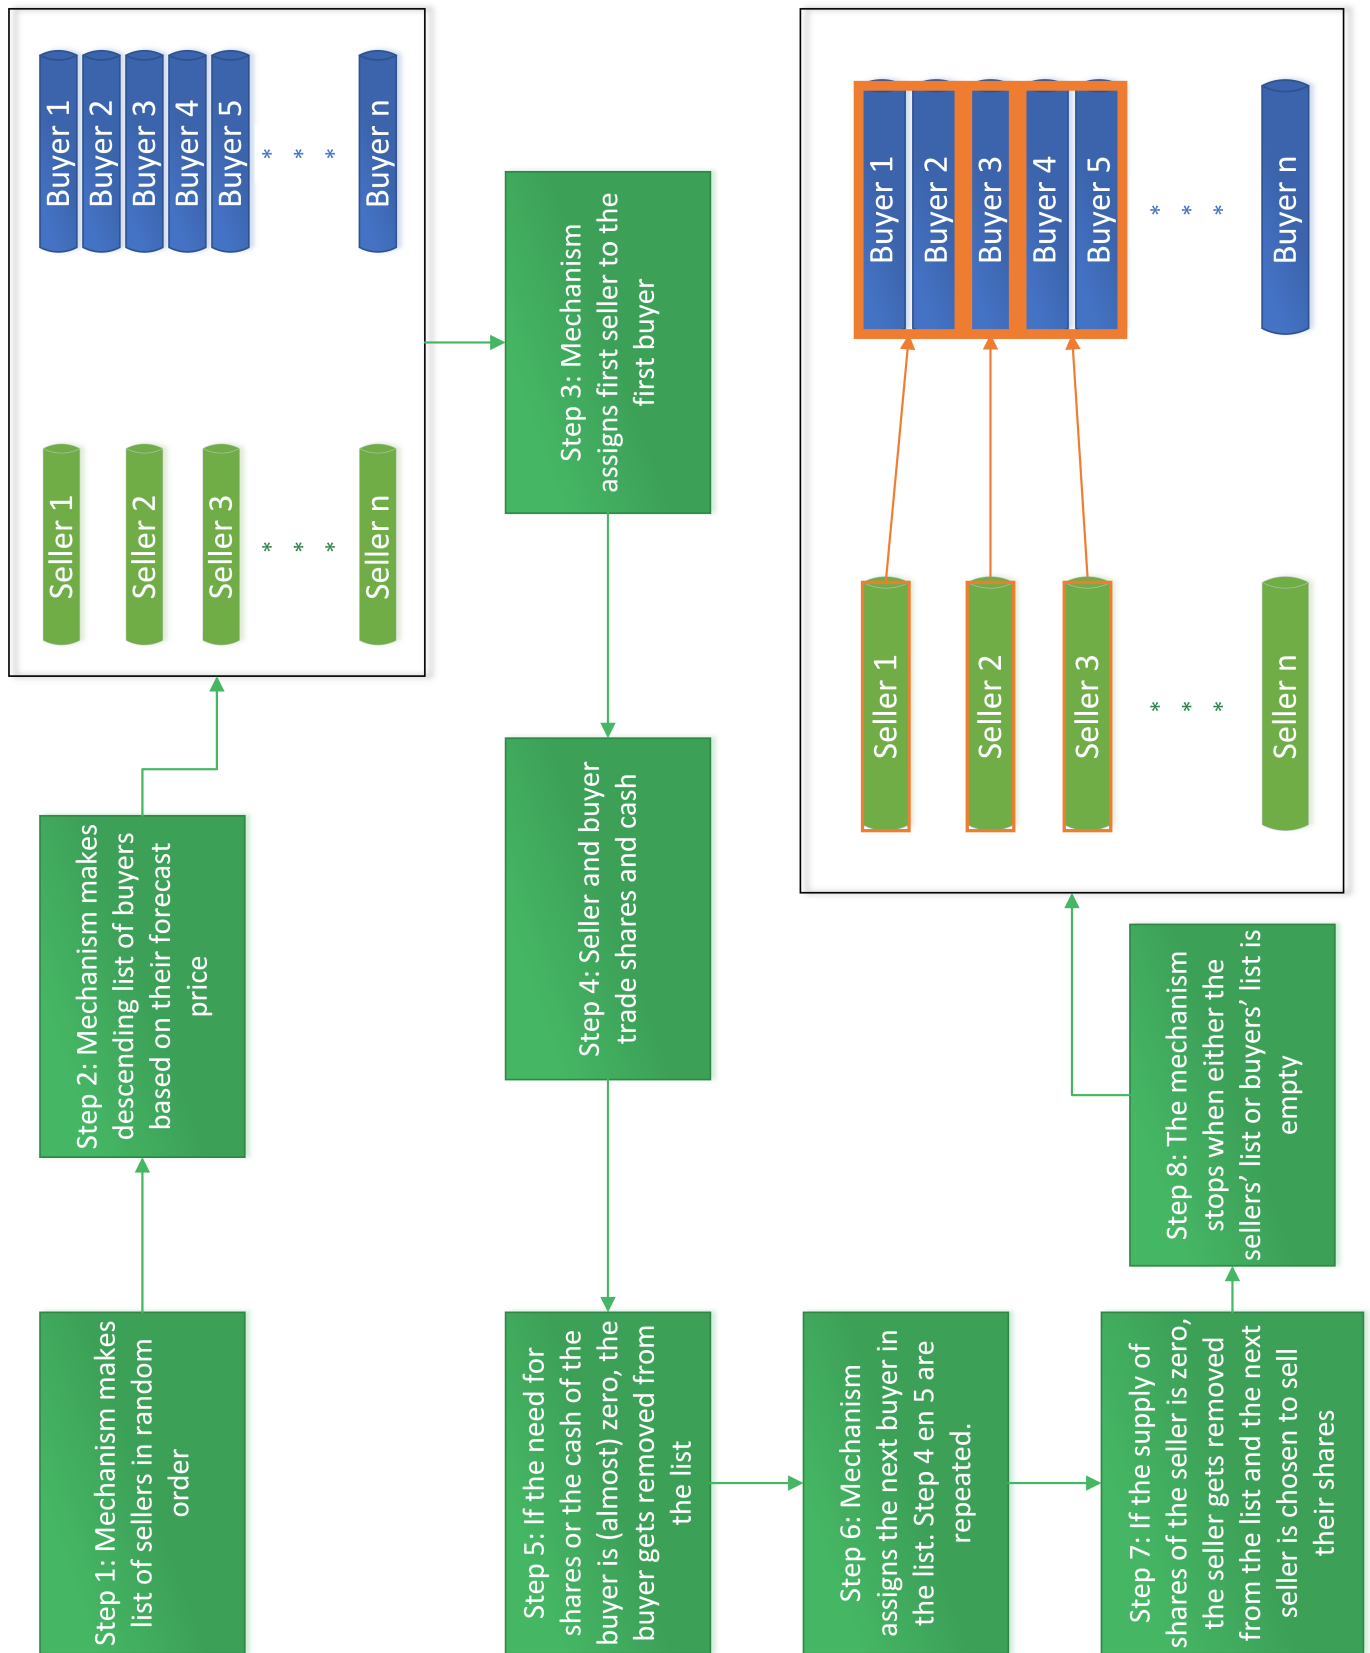 Step 1: Mechanism makes
list of sellers in random
order
Step 2: Mechanism makes
descending list of buyers
based on their forecast
price
Seller 1
Seller 2
Seller 3
* * *
Seller n
Buyer 1
Buyer 2
Buyer 3
Buyer 4
Buyer 5
* * *
Buyer n
Step 3: Mechanism
assigns first seller to the
first buyer
Step 4: Seller and buyer
trade shares and cash
Step 5: If the need for
shares or the cash of the
buyer is (almost) zero, the
buyer gets removed from
the list
Step 6: Mechanism
assigns the next buyer in
the list. Step 4 en 5 are
repeated.
Step 7: If the supply of
shares of the seller is zero,
the seller gets removed
from the list and the next
seller is chosen to sell
their shares
Step 8: The mechanism
stops when either the
sellers’ list or buyers’ list is
empty
Seller 1
Seller 2
Seller 3
* * *
Seller n
Buyer 1
Buyer 2
Buyer 3
Buyer 4
Buyer 5
* * *
Buyer n